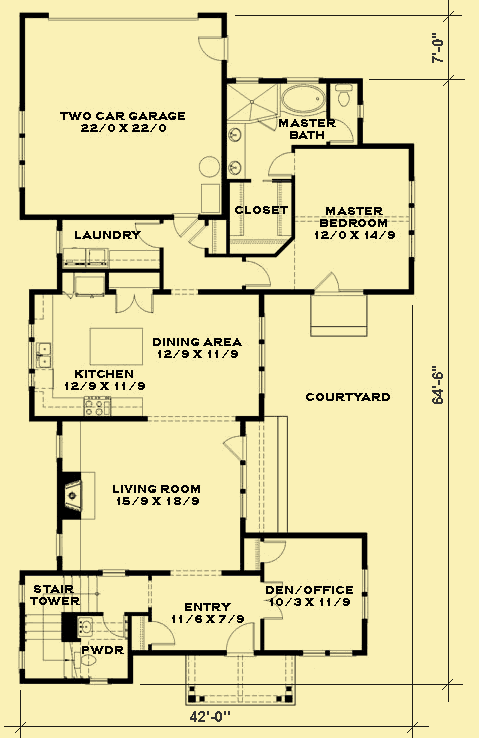 7'-0"
TWO CAR GARAGE
22/0 X 22/0
MASTER
BATH
CLOSET
MASTER
BEDROOM
12/0 X 14/9
LAUNDRY
DINING AREA
12/9 X 11/9
KITCHEN
12/9 X 11/9
COURTYARD
64'-6"
LIVING ROOM
15/9 X 18/9
STAIR
TOWER
DEN/OFFICE
10/3 X 11/9
ENTRY
11/6 X 7/9
PWDR
42'-0"